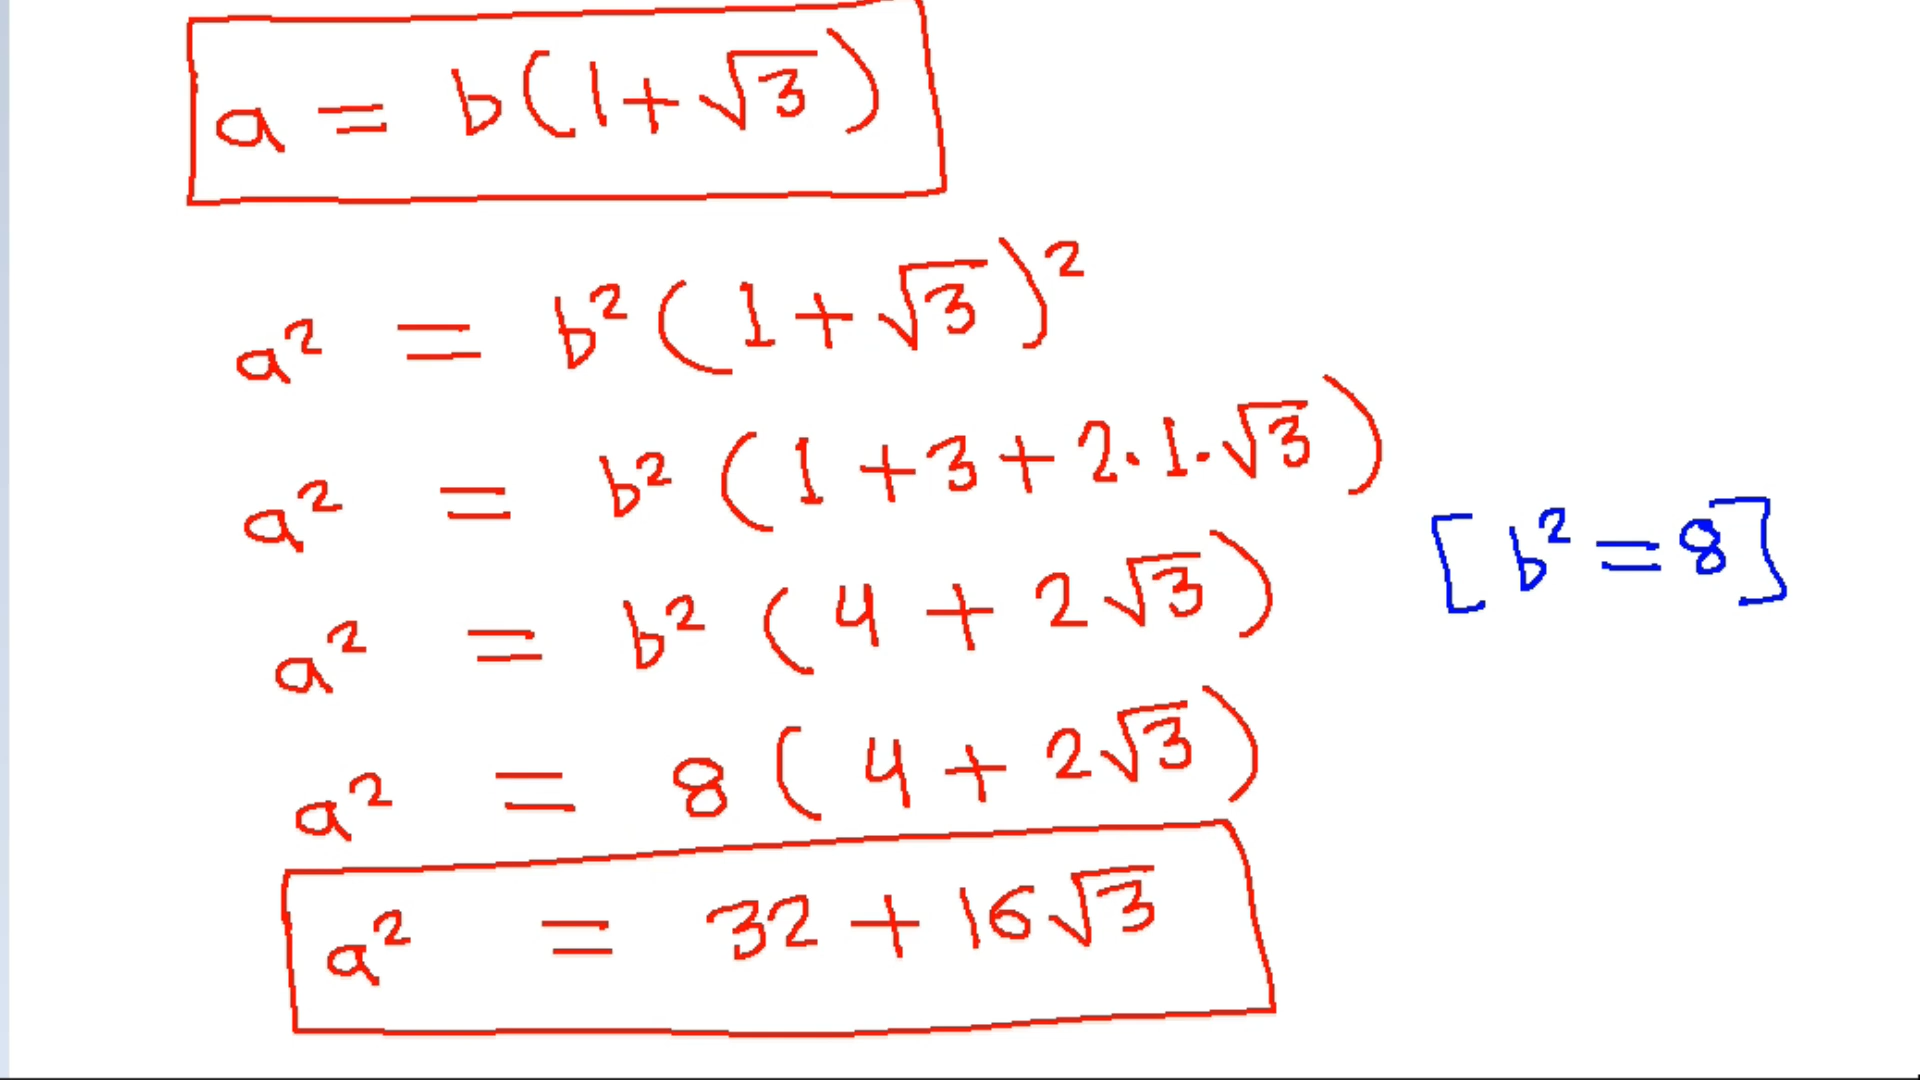 a = b(1+√3)
a² = b²(1+√3)²
a² = b²(1+3+2·1·√3)
[b² = 8]
a² = b²(4+2√3)
a² = 8(4+2√3)
a² = 32+16√3